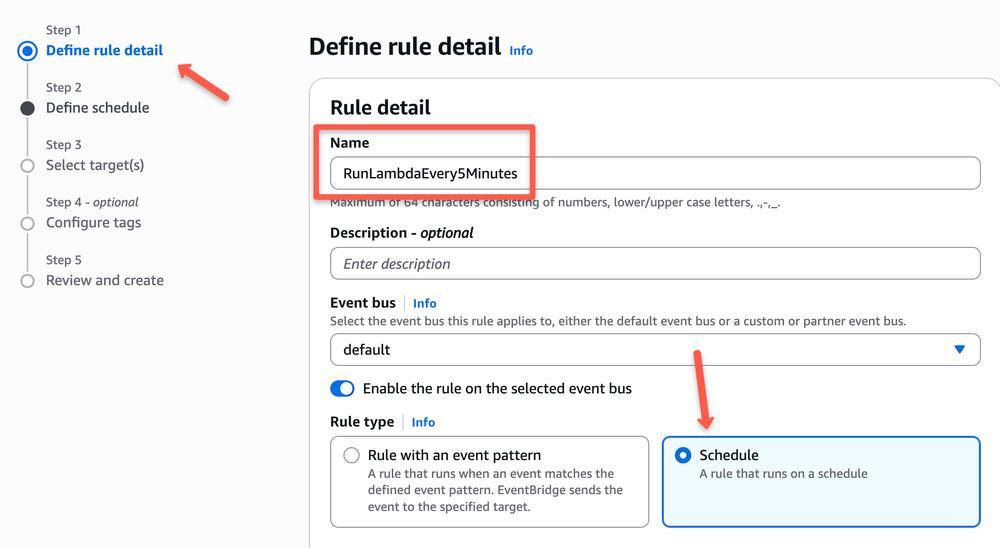 Step 1
Define rule detail
Step 2
Define schedule
Step 3
Select target(s)
Step 4 - optional
Configure tags
Step 5
Review and create
Define rule detail Info
Rule detail
Name
RunLambdaEvery5Minutes
Maximum of 64 characters consisting of numbers, lower/upper case letters, .,-,_.
Description - optional
Enter description
Event bus Info
Select the event bus this rule applies to, either the default event bus or a custom or partner event bus.
default
Enable the rule on the selected event bus
Rule type Info
Rule with an event pattern
A rule that runs when an event matches the
defined event pattern. EventBridge sends the
event to the specified target.
Schedule
A rule that runs on a schedule